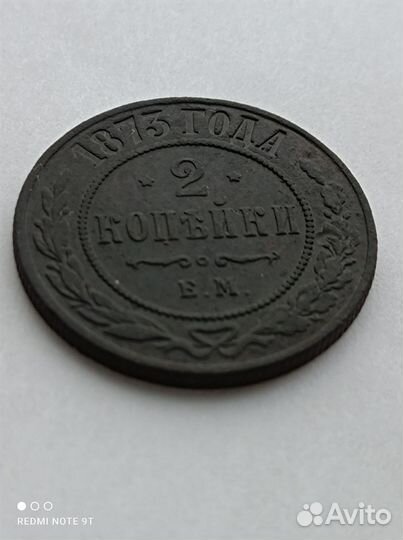 1873 ГОДА
2
КОПѢЙКИ
Е.М.
REDMI NOTE 9T
Avito